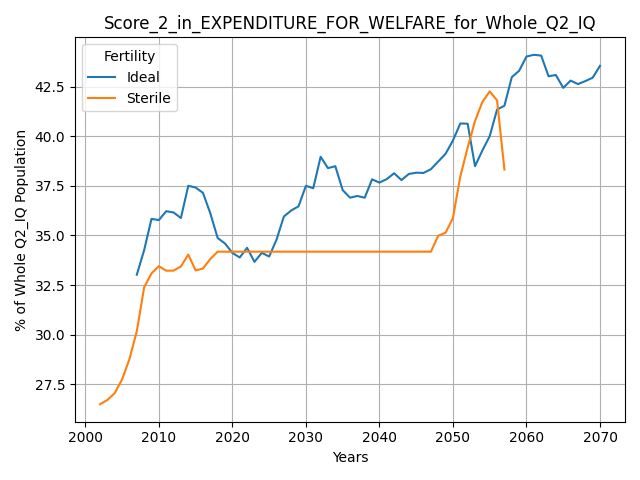 Score_2_in_EXPENDITURE_FOR_WELFARE_for_Whole_Q2_IQ
Fertility
Ideal
Sterile
% of Whole Q2_IQ Population
42.5
40.0
37.5
35.0
32.5
30.0
27.5
2000 2010 2020 2030 2040 2050 2060 2070
Years